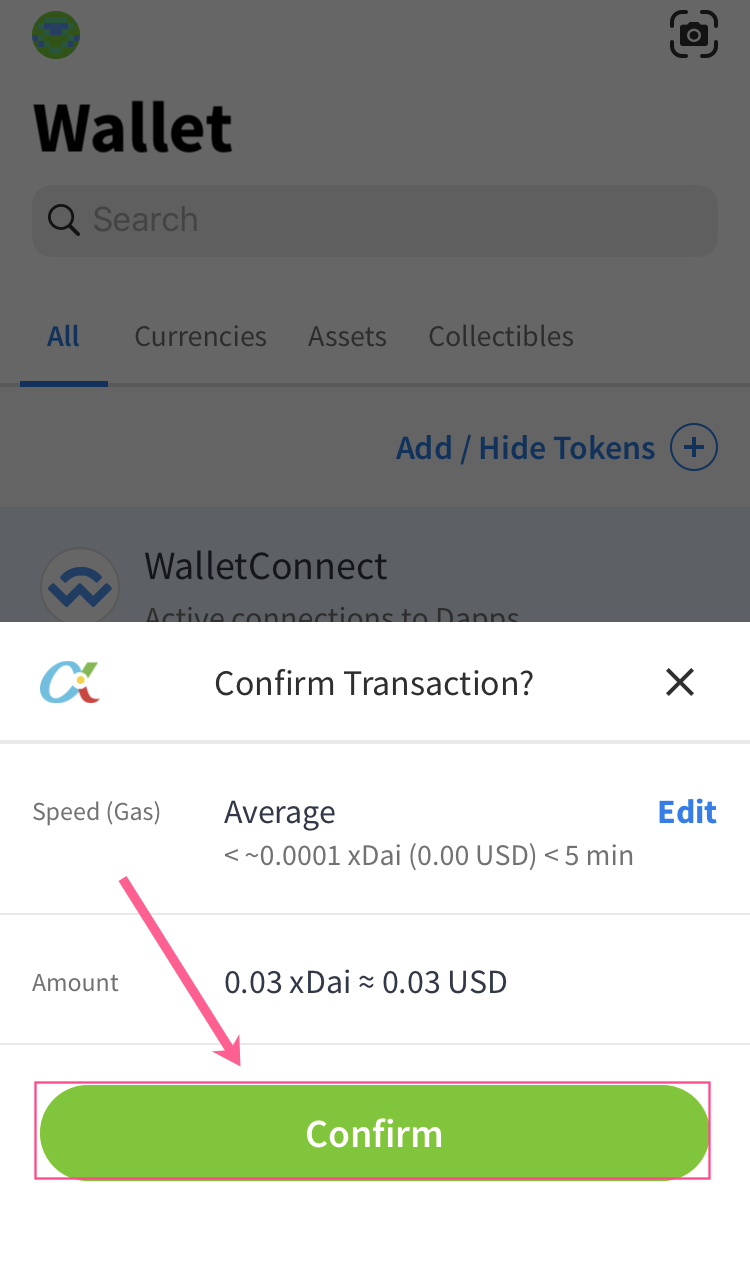 Wallet
Search
All Currencies Assets Collectibles
Add / Hide Tokens
WalletConnect
Active connections to Dapps
Confirm Transaction?
Speed (Gas) Average Edit
< ~0.0001 xDai (0.00 USD) < 5 min
Amount 0.03 xDai ≈ 0.03 USD
Confirm